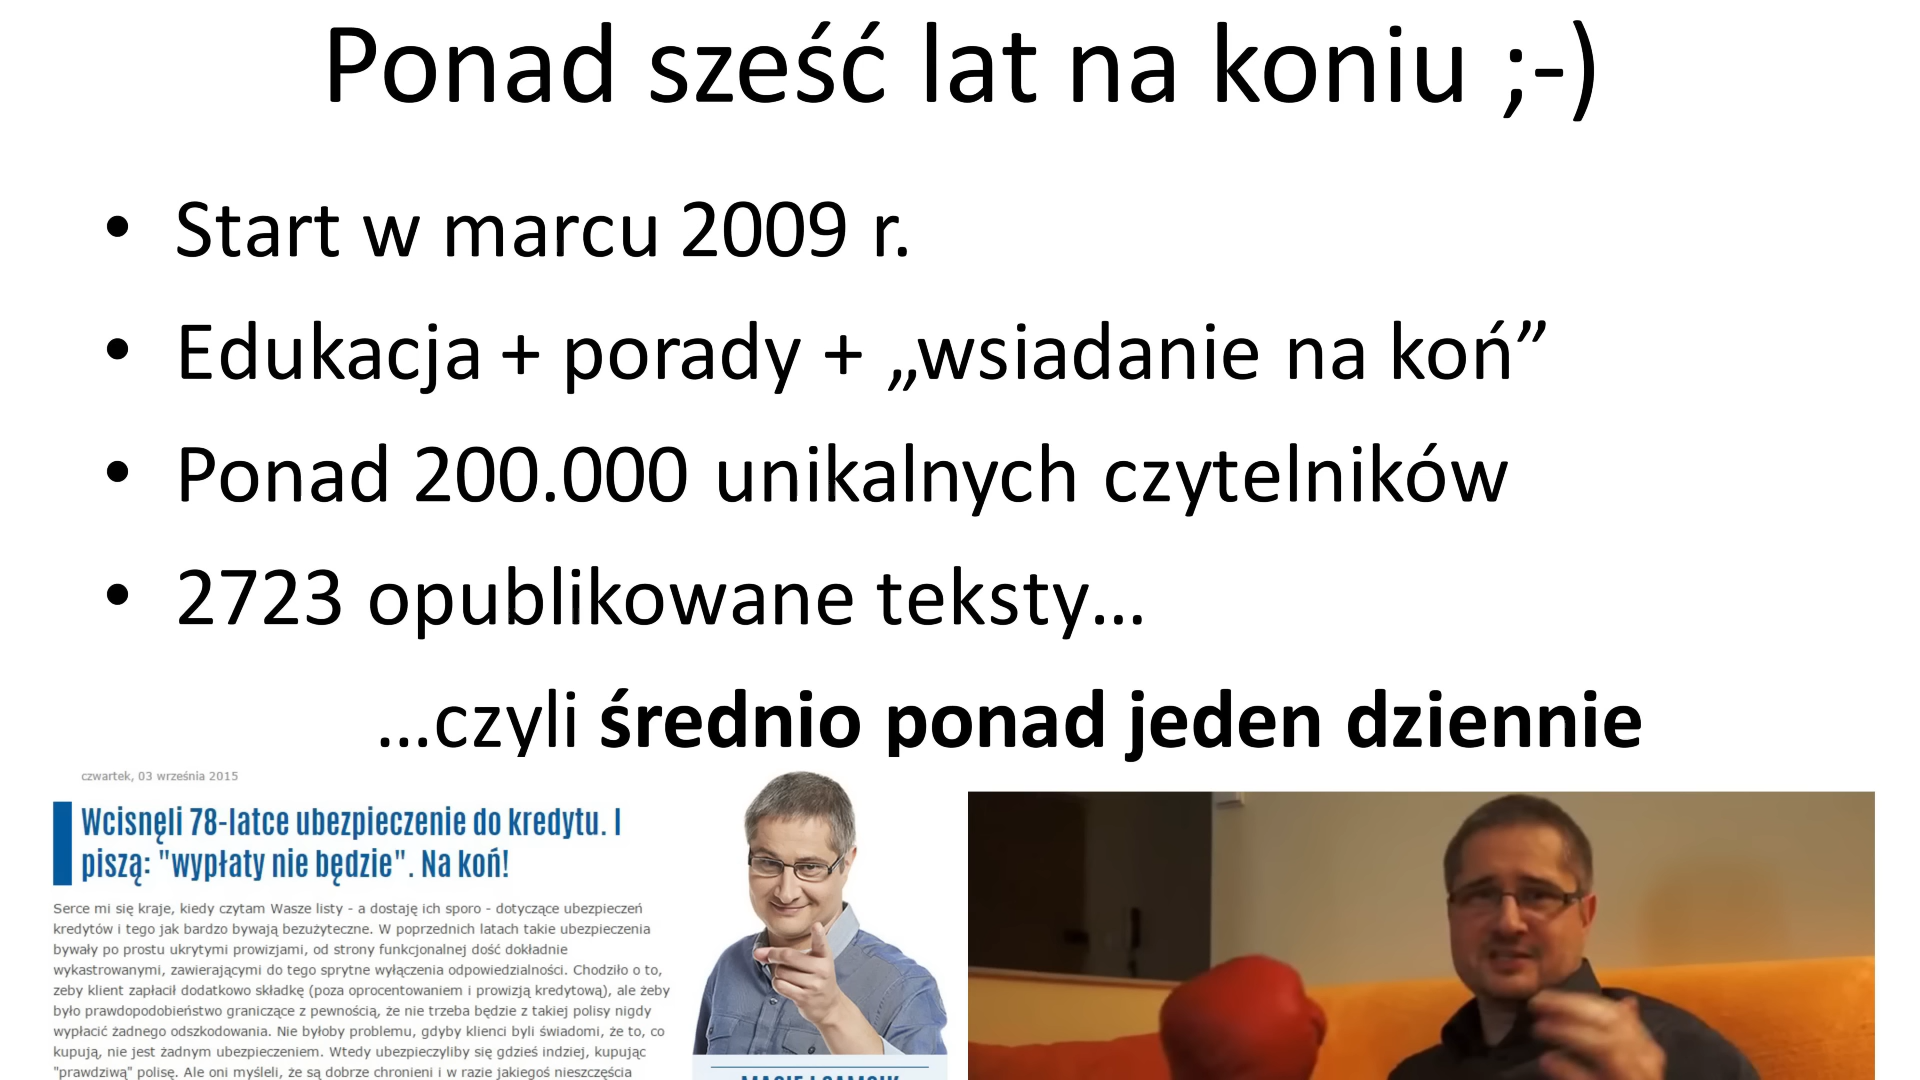 Ponad sześć lat na koniu ;-)
• Start w marcu 2009 r.
• Edukacja + porady + „wsiadanie na koń”
• Ponad 200.000 unikalnych czytelników
• 2723 opublikowane teksty...
...czyli średnio ponad jeden dziennie
czwartek, 03 września 2015
Wcisnęli 78-latce ubezpieczenie do kredytu. I
piszą: "wypłaty nie będzie". Na koń!
Serce mi się kraje, kiedy czytam Wasze listy - a dostaję ich sporo - dotyczące ubezpieczeń
kredytów i tego jak bardzo bywają bezużyteczne. W poprzednich latach takie ubezpieczenia
bywały po prostu ukrytymi prowizjami, od strony funkcjonalnej dość dokładnie
wykastrowanymi, zawierającymi do tego sprytne wyłączenia odpowiedzialności. Chodziło o to,
zeby klient zapłacił dodatkowo składkę (poza oprocentowaniem i prowizją kredytową), ale żeby
było prawdopodobieństwo graniczące z pewnością, że nie trzeba będzie z takiej polisy nigdy
wypłacić żadnego odszkodowania. Nie byłoby problemu, gdyby klienci byli świadomi, że to, co
kupują, nie jest żadnym ubezpieczeniem. Wtedy ubezpieczyliby się gdzieś indziej, kupując
"prawdziwą" polisę. Ale oni myśleli, że są dobrze chronieni i w razie jakiegoś nieszczęścia